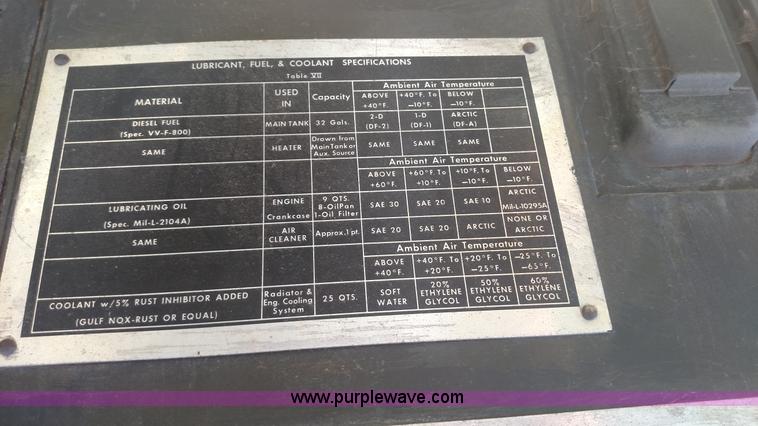 LUBRICANT, FUEL, & COOLANT SPECIFICATIONS
Table VII
MATERIAL USED IN Capacity Ambient Air Temperature
ABOVE +40°F. +40°F. To −10°F. BELOW −10°F.
DIESEL FUEL (Spec. VV-F-800) MAIN TANK 32 Gals. 2-D (DF-2) 1-D (DF-1) ARCTIC (DF-A)
SAME HEATER Drawn from Main Tank or Aux. Source SAME SAME SAME
Ambient Air Temperature
ABOVE +60°F. +60°F. To +10°F. +10°F. To −10°F. BELOW −10°F.
LUBRICATING OIL (Spec. Mil-L-2104A) ENGINE Crankcase 9 QTS. 8-Oil Pan 1-Oil Filter SAE 30 SAE 20 SAE 10 ARCTIC Mil-L-10295A
SAME AIR CLEANER Approx. 1 pt. SAE 20 SAE 20 ARCTIC NONE OR ARCTIC
Ambient Air Temperature
ABOVE +40°F. +40°F. To +20°F. +20°F. To −25°F. −25°F. To −65°F.
COOLANT w/5% RUST INHIBITOR ADDED (GULF NOX-RUST OR EQUAL) Radiator & Eng. Cooling System 25 QTS. SOFT WATER 20% ETHYLENE GLYCOL 50% ETHYLENE GLYCOL 60% ETHYLENE GLYCOL
www.purplewave.com